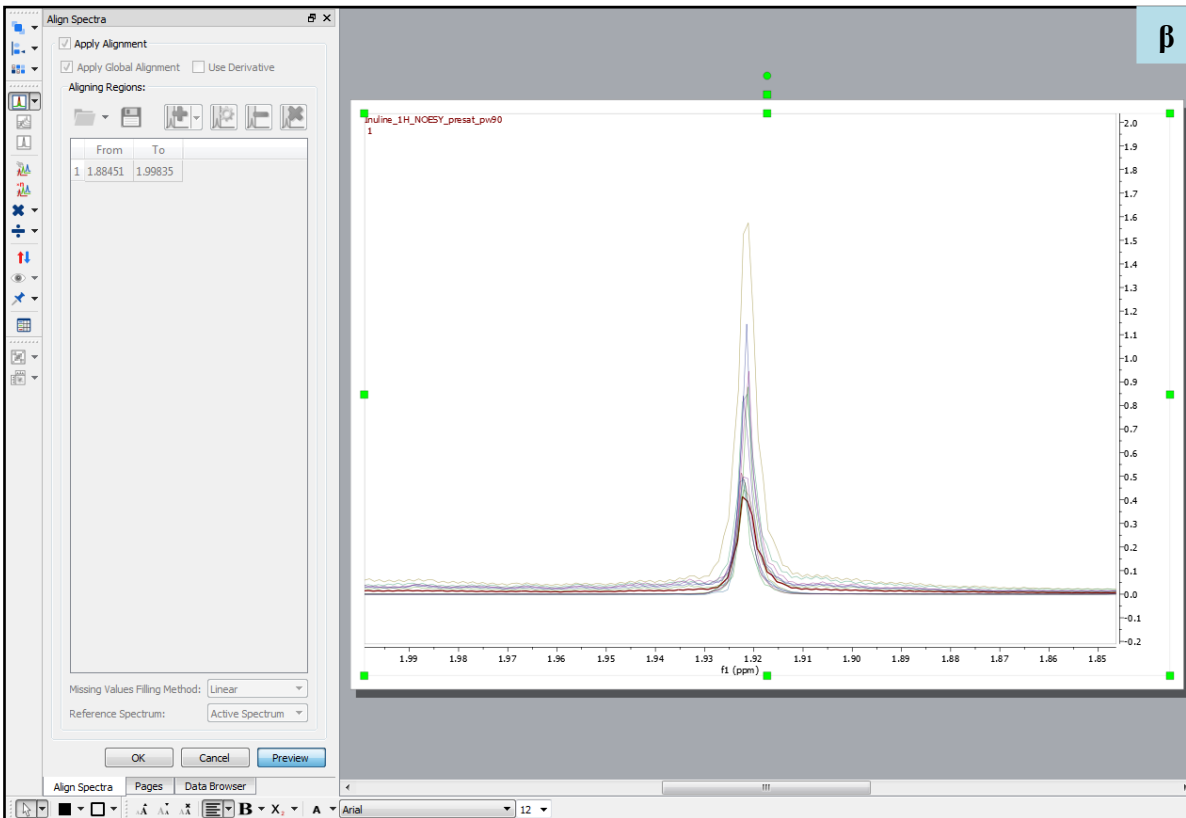 Align Spectra
β
Apply Alignment
Apply Global Alignment Use Derivative
Aligning Regions:
From To
1 1.88451 1.99835
Missing Values Filling Method: Linear
Reference Spectrum: Active Spectrum
OK Cancel Preview
Align Spectra Pages Data Browser
Inuline_1H_NOESY_presat_pw90
1
2.0
1.9
1.8
1.7
1.6
1.5
1.4
1.3
1.2
1.1
1.0
0.9
0.8
0.7
0.6
0.5
0.4
0.3
0.2
0.1
0.0
-0.1
-0.2
1.99 1.98 1.97 1.96 1.95 1.94 1.93 1.92 1.91 1.90 1.89 1.88 1.87 1.86 1.85
f1 (ppm)
B X₂ A Arial 12